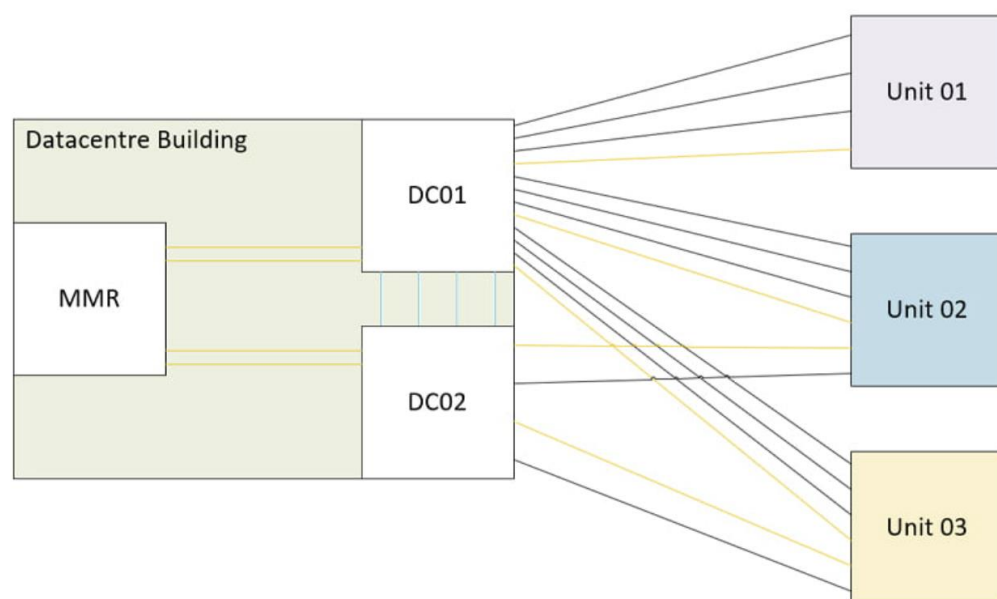 Datacentre Building
DC01
MMR
DC02
Unit 01
Unit 02
Unit 03